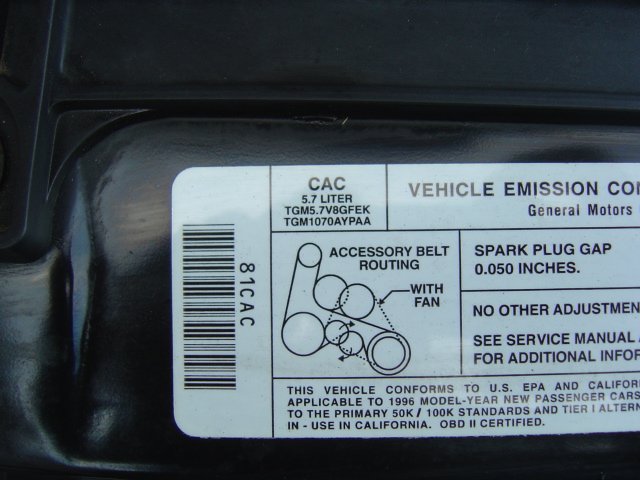 CAC
5.7 LITER
TGM5.7V8GFEK
TGM1070AYPAA
VEHICLE EMISSION CON
General Motors
81CAC
ACCESSORY BELT
ROUTING
WITH
FAN
SPARK PLUG GAP
0.050 INCHES.
NO OTHER ADJUSTMEN
SEE SERVICE MANUAL A
FOR ADDITIONAL INFOR
THIS VEHICLE CONFORMS TO U.S. EPA AND CALIFOR
APPLICABLE TO 1996 MODEL-YEAR NEW PASSENGER CARS
TO THE PRIMARY 50K / 100K STANDARDS AND TIER I ALTERN
IN - USE IN CALIFORNIA. OBD II CERTIFIED.